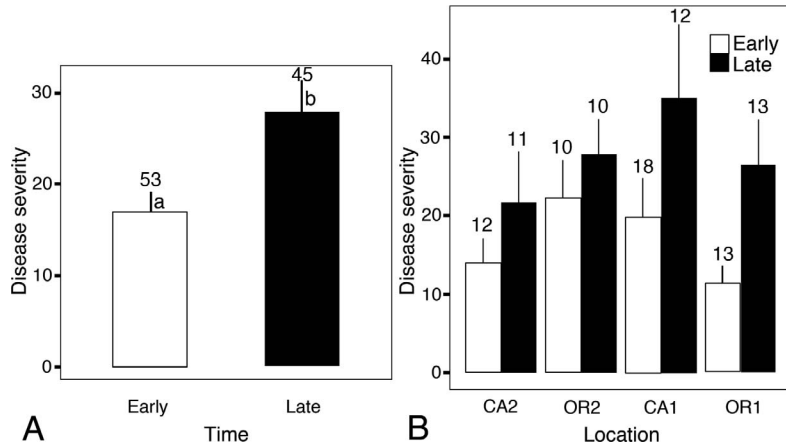 Disease severity
30
20
10
0
53
a
45
b
Early
Late
Time
A
Disease severity
40
30
20
10
0
12
11
10
10
18
12
13
13
Early
Late
CA2
OR2
CA1
OR1
Location
B